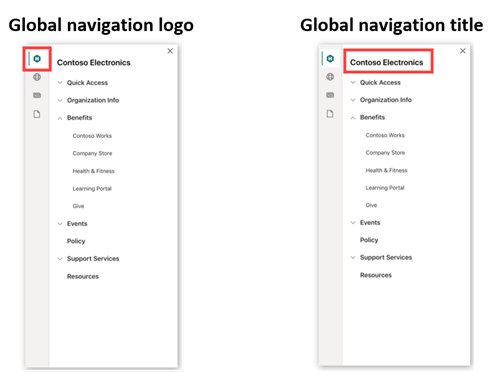 Global navigation logo
Contoso Electronics
Quick Access
Organization Info
Benefits
Contoso Works
Company Store
Health & Fitness
Learning Portal
Give
Events
Policy
Support Services
Resources
Global navigation title
Contoso Electronics
Quick Access
Organization Info
Benefits
Contoso Works
Company Store
Health & Fitness
Learning Portal
Give
Events
Policy
Support Services
Resources